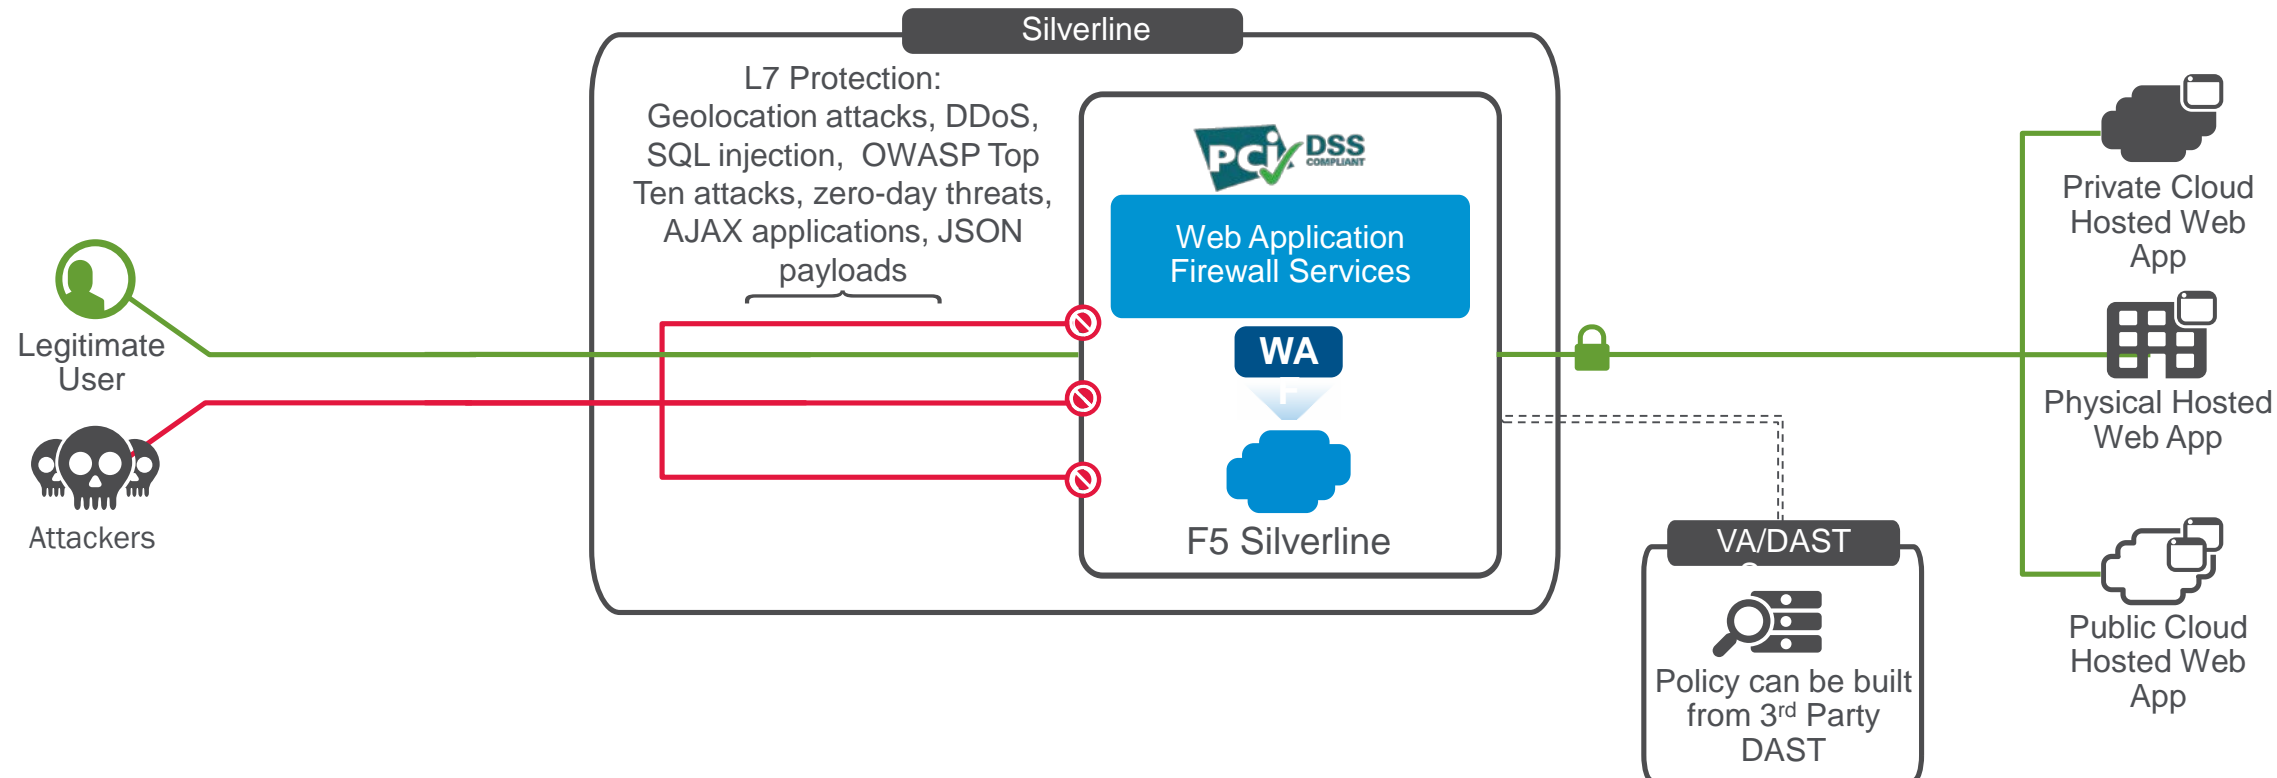 Silverline
L7 Protection:
Geolocation attacks, DDoS,
SQL injection, OWASP Top
Ten attacks, zero-day threats,
AJAX applications, JSON
payloads
PCi DSS
COMPLIANT
Web Application
Firewall Services
WA
F
F5 Silverline
Legitimate
User
Attackers
VA/DAST
Policy can be built
from 3rd Party
DAST
Private Cloud
Hosted Web
App
Physical Hosted
Web App
Public Cloud
Hosted Web
App